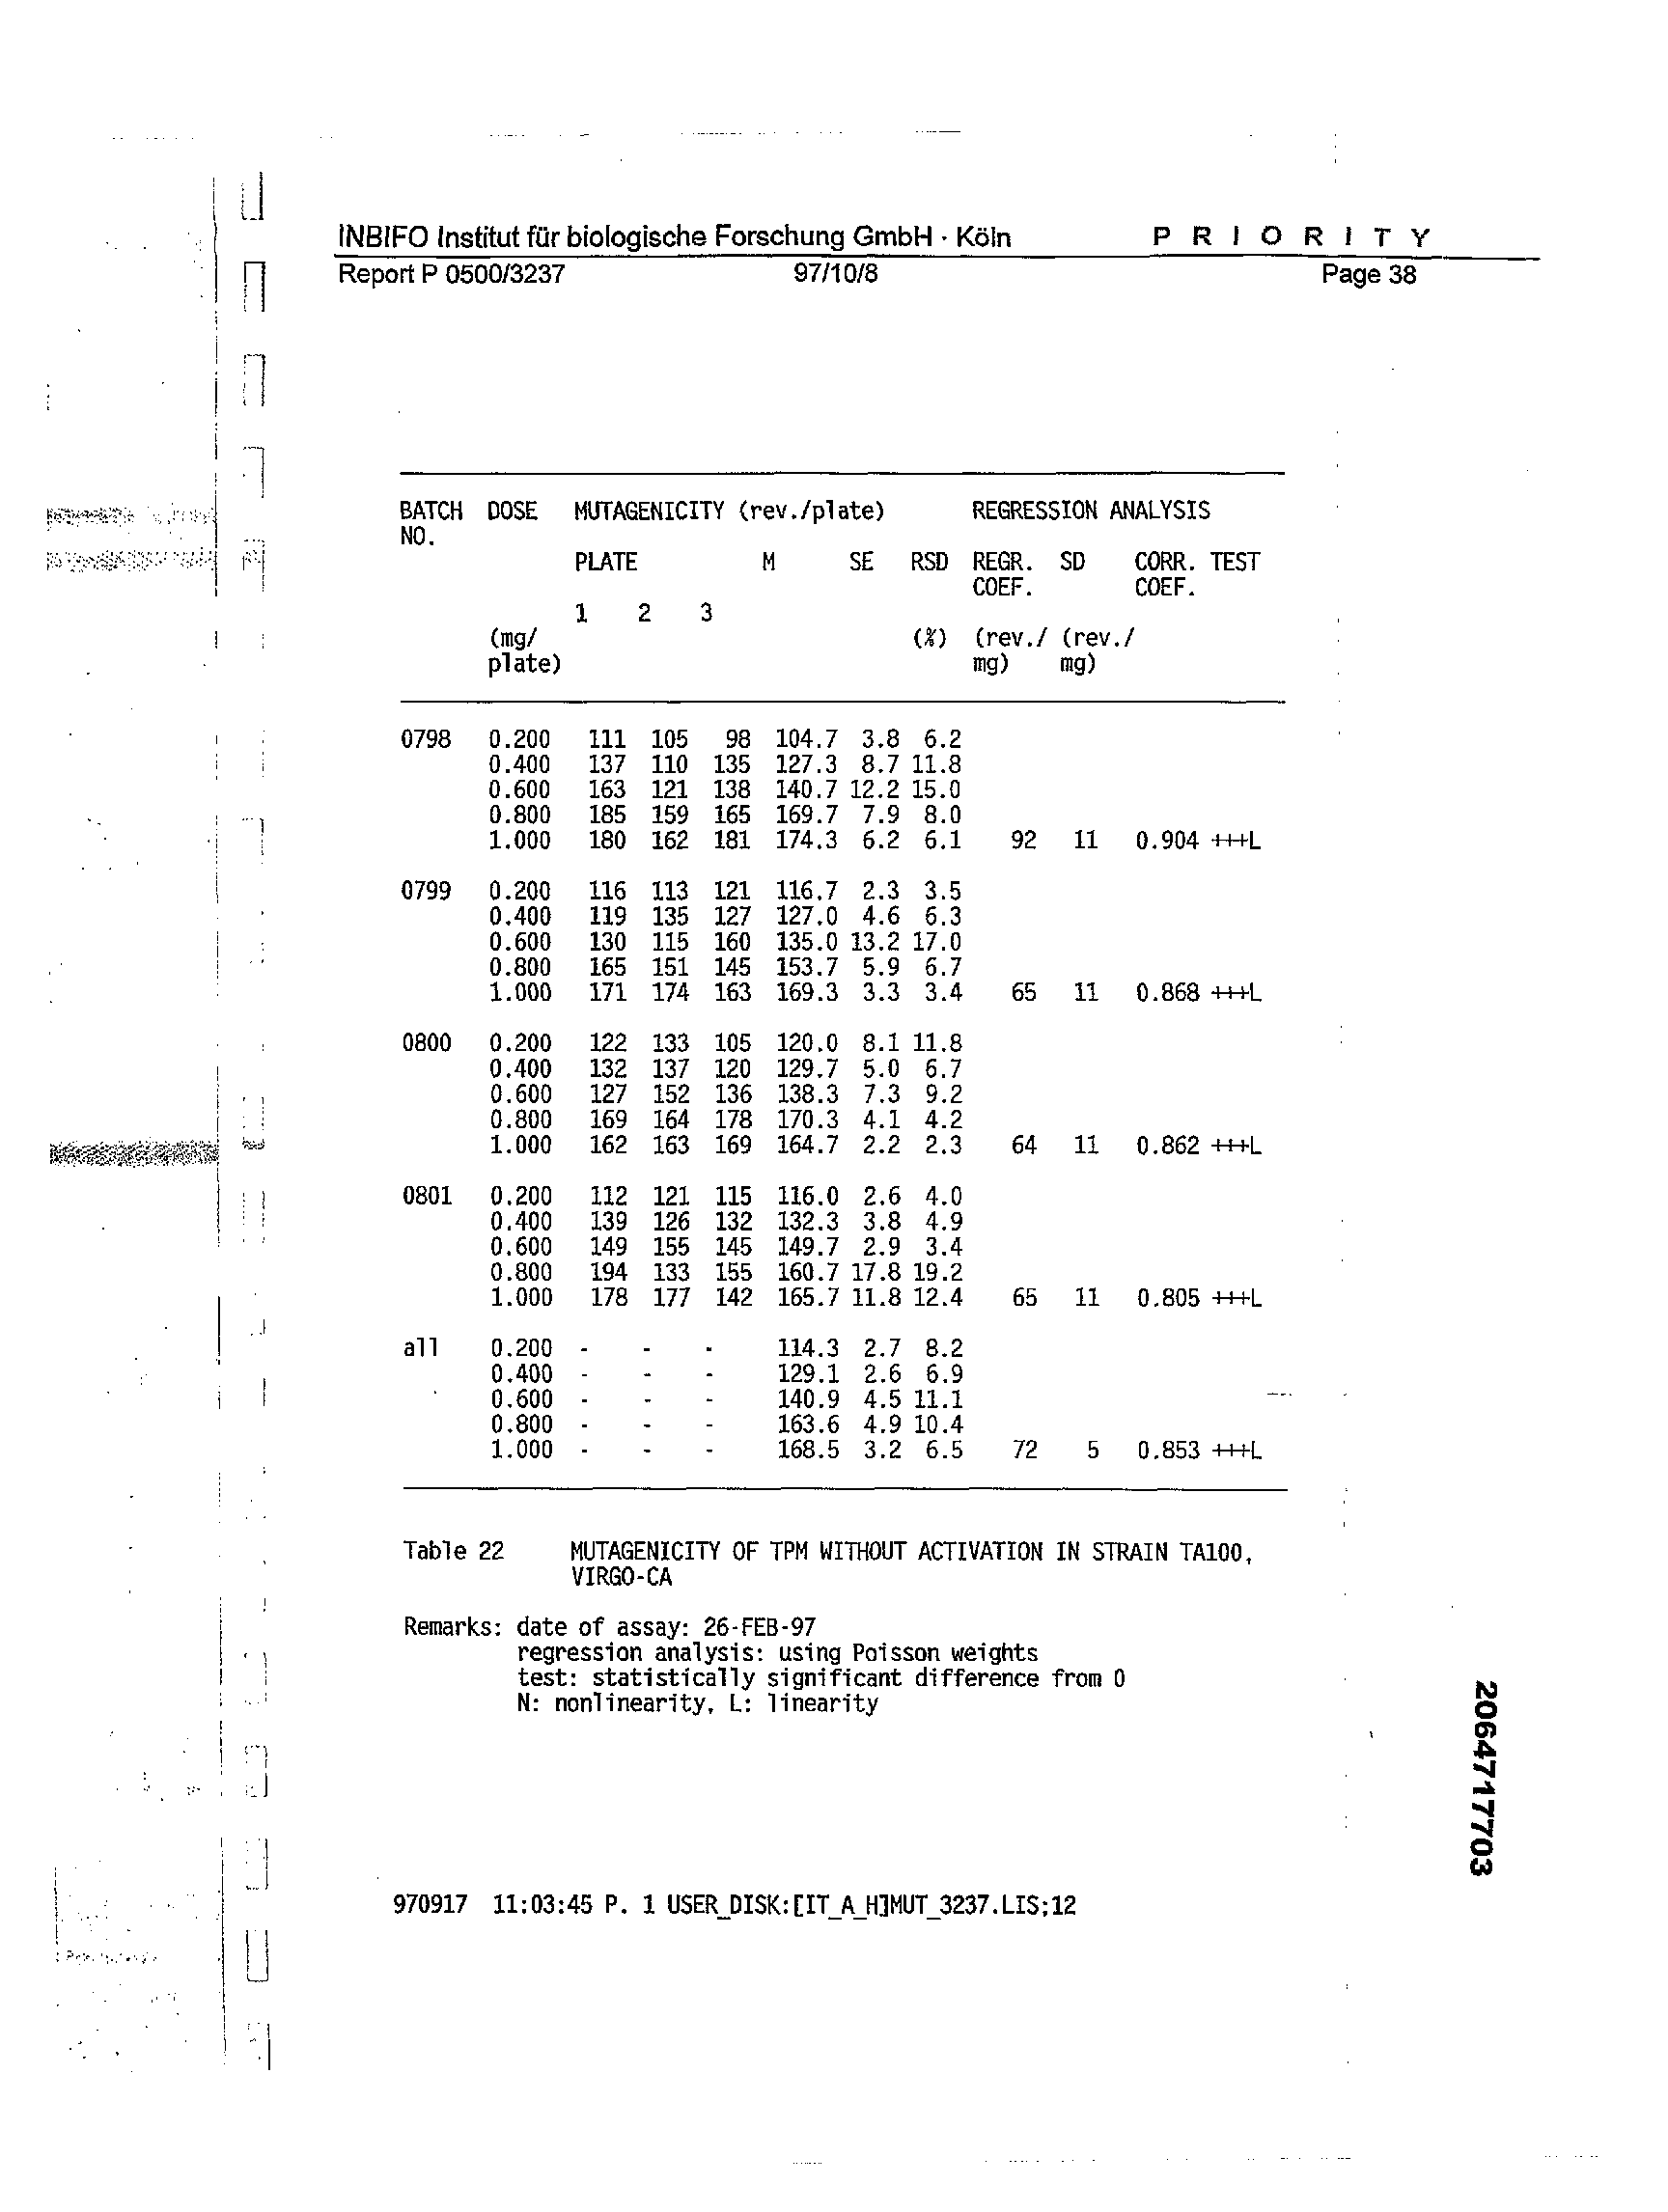 INBIFO Institut für biologische Forschung GmbH · Köln P R I O R I T Y
Report P 0500/3237 97/10/8 Page 38
BATCH DOSE MUTAGENICITY (rev./plate) REGRESSION ANALYSIS
NO.
PLATE M SE RSD REGR. SD CORR. TEST
COEF. COEF.
1 2 3
(mg/ (%) (rev./ (rev./
plate) mg) mg)
0798 0.200 111 105 98 104.7 3.8 6.2
0.400 137 110 135 127.3 8.7 11.8
0.600 163 121 138 140.7 12.2 15.0
0.800 185 159 165 169.7 7.9 8.0
1.000 180 162 181 174.3 6.2 6.1 92 11 0.904 +++L
0799 0.200 116 113 121 116.7 2.3 3.5
0.400 119 135 127 127.0 4.6 6.3
0.600 130 115 160 135.0 13.2 17.0
0.800 165 151 145 153.7 5.9 6.7
1.000 171 174 163 169.3 3.3 3.4 65 11 0.868 +++L
0800 0.200 122 133 105 120.0 8.1 11.8
0.400 132 137 120 129.7 5.0 6.7
0.600 127 152 136 138.3 7.3 9.2
0.800 169 164 178 170.3 4.1 4.2
1.000 162 163 169 164.7 2.2 2.3 64 11 0.862 +++L
0801 0.200 112 121 115 116.0 2.6 4.0
0.400 139 126 132 132.3 3.8 4.9
0.600 149 155 145 149.7 2.9 3.4
0.800 194 133 155 160.7 17.8 19.2
1.000 178 177 142 165.7 11.8 12.4 65 11 0.805 +++L
all 0.200 - - - 114.3 2.7 8.2
0.400 - - - 129.1 2.6 6.9
0.600 - - - 140.9 4.5 11.1
0.800 - - - 163.6 4.9 10.4
1.000 - - - 168.5 3.2 6.5 72 5 0.853 +++L
Table 22 MUTAGENICITY OF TPM WITHOUT ACTIVATION IN STRAIN TA100,
VIRGO-CA
Remarks: date of assay: 26-FEB-97
regression analysis: using Poisson weights
test: statistically significant difference from 0
N: nonlinearity, L: linearity
2064717703
970917 11:03:45 P. 1 USER_DISK:[IT_A_H]MUT_3237.LIS;12